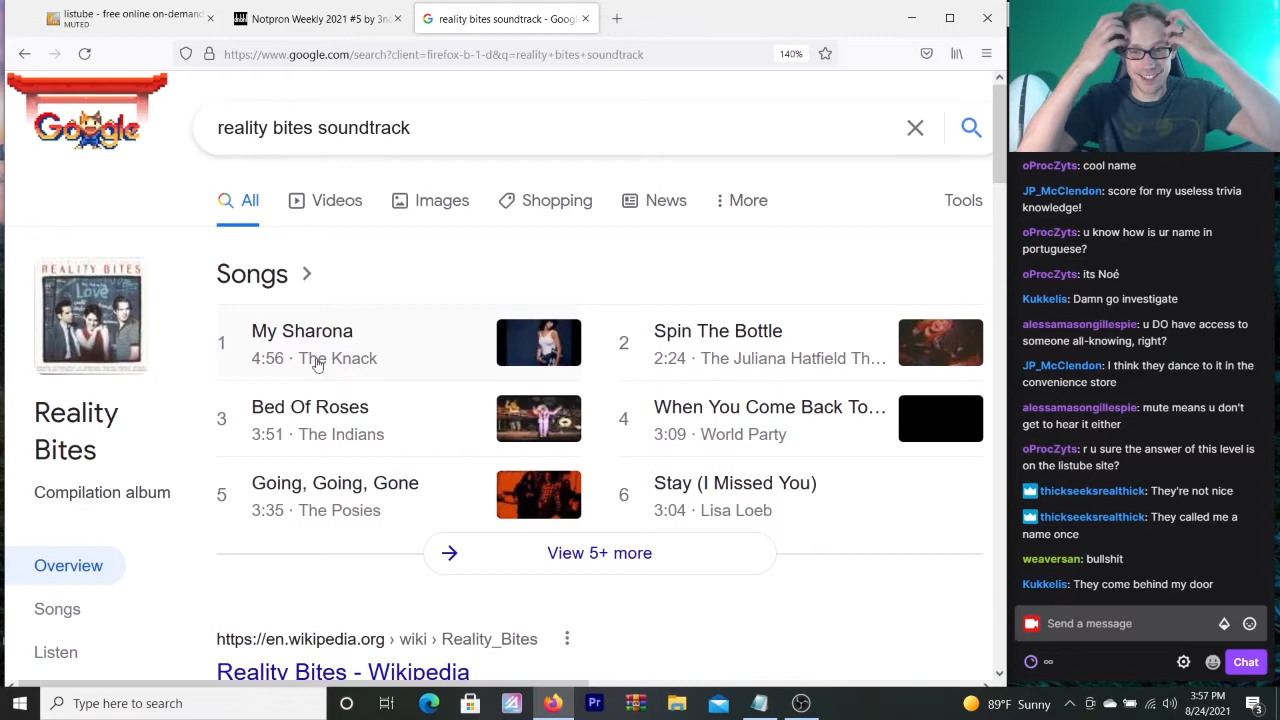 listube - free online on-demand
MUTED
Notpron Weekly 2021 #5 by 3nd
reality bites soundtrack - Googl
https://www.google.com/search?client=firefox-b-1-d&q=reality+bites+soundtrack
140%
Google
reality bites soundtrack
All
Videos
Images
Shopping
News
More
Tools
REALITY BITES
Love
Reality
Bites
Compilation album
Overview
Songs
Listen
Songs
1
My Sharona
4:56 · The Knack
2
Spin The Bottle
2:24 · The Juliana Hatfield Th...
3
Bed Of Roses
3:51 · The Indians
4
When You Come Back To...
3:09 · World Party
5
Going, Going, Gone
3:35 · The Posies
6
Stay (I Missed You)
3:04 · Lisa Loeb
View 5+ more
https://en.wikipedia.org › wiki › Reality_Bites
Reality Bites - Wikipedia
oProcZyts: cool name
JP_McClendon: score for my useless trivia
knowledge!
oProcZyts: u know how is ur name in
portuguese?
oProcZyts: its Noé
Kukkelis: Damn go investigate
alessamasongillespie: u DO have access to
someone all-knowing, right?
JP_McClendon: I think they dance to it in the
convenience store
alessamasongillespie: mute means u don't
get to hear it either
oProcZyts: r u sure the answer of this level is
on the listube site?
thickseeksrealthick: They're not nice
thickseeksrealthick: They called me a
name once
weaversan: bullshit
Kukkelis: They come behind my door
Send a message
∞
Chat
Type here to search
Pr
89°F Sunny
3:57 PM
8/24/2021
3